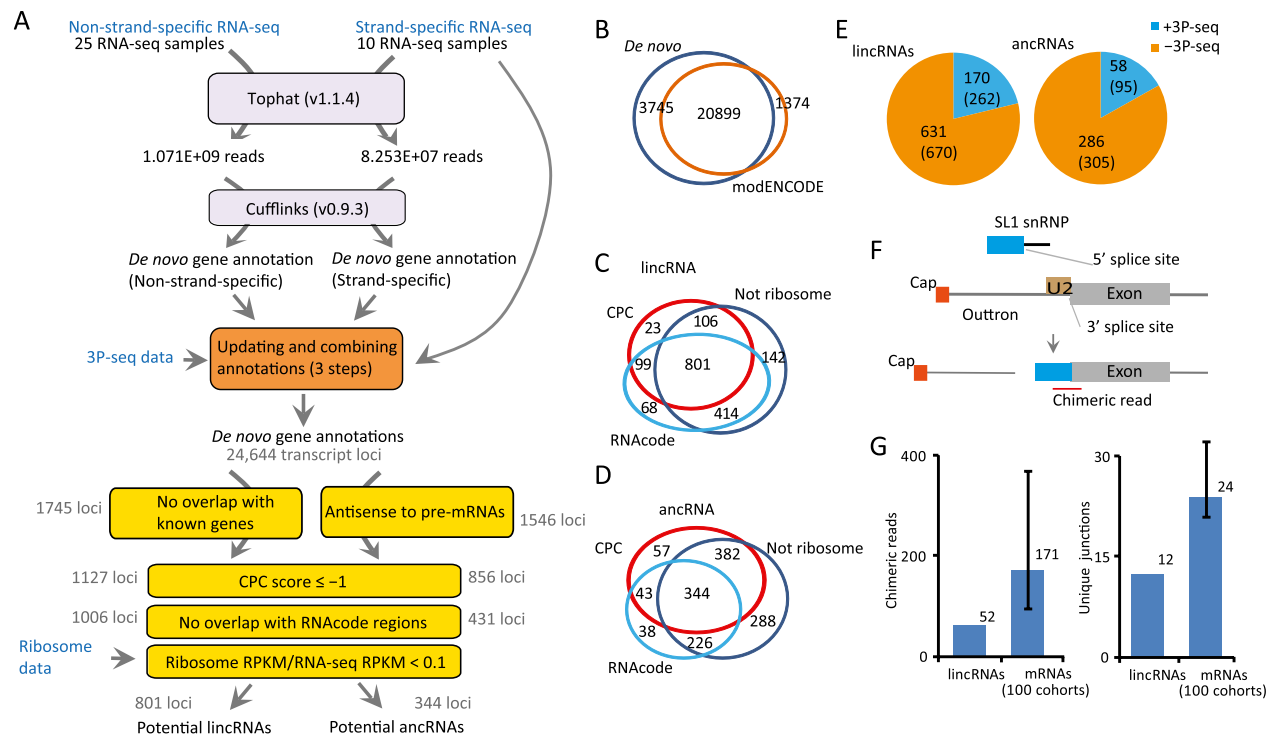 A
Non-strand-specific RNA-seq
25 RNA-seq samples
Strand-specific RNA-seq
10 RNA-seq samples
Tophat (v1.1.4)
1.071E+09 reads
8.253E+07 reads
Cufflinks (v0.9.3)
De novo gene annotation
(Non-strand-specific)
De novo gene annotation
(Strand-specific)
3P-seq data
Updating and combining
annotations (3 steps)
De novo gene annotations
24,644 transcript loci
1745 loci
No overlap with
known genes
Antisense to pre-mRNAs
1546 loci
1127 loci
CPC score ≤ −1
856 loci
1006 loci
No overlap with RNAcode regions
431 loci
Ribosome
data
Ribosome RPKM/RNA-seq RPKM < 0.1
801 loci
344 loci
Potential lincRNAs
Potential ancRNAs
B
De novo
3745
20899
1374
modENCODE
C
lincRNA
CPC
Not ribosome
23
106
99
801
142
68
414
RNAcode
D
ancRNA
CPC
Not ribosome
57
382
43
344
288
38
226
RNAcode
E
+3P-seq
−3P-seq
lincRNAs
170
(262)
631
(670)
ancRNAs
58
(95)
286
(305)
F
SL1 snRNP
5’ splice site
Cap
U2
Exon
Outtron
3’ splice site
Cap
Exon
Chimeric read
G
Chimeric reads
400
200
0
52
171
lincRNAs
mRNAs
(100 cohorts)
Unique junctions
30
15
0
12
24
lincRNAs
mRNAs
(100 cohorts)